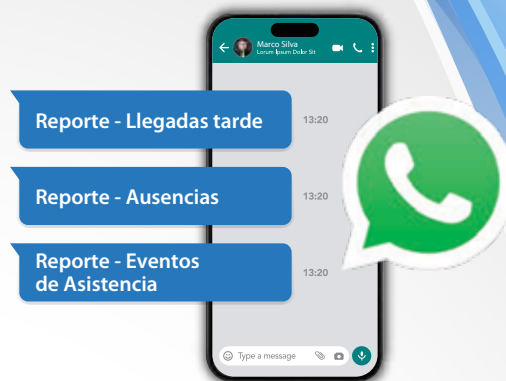 Marco Silva
Lorum Ipsum Dolor Sit
Reporte - Llegadas tarde
13:20
Reporte - Ausencias
13:20
Reporte - Eventos
de Asistencia
13:20
Type a message